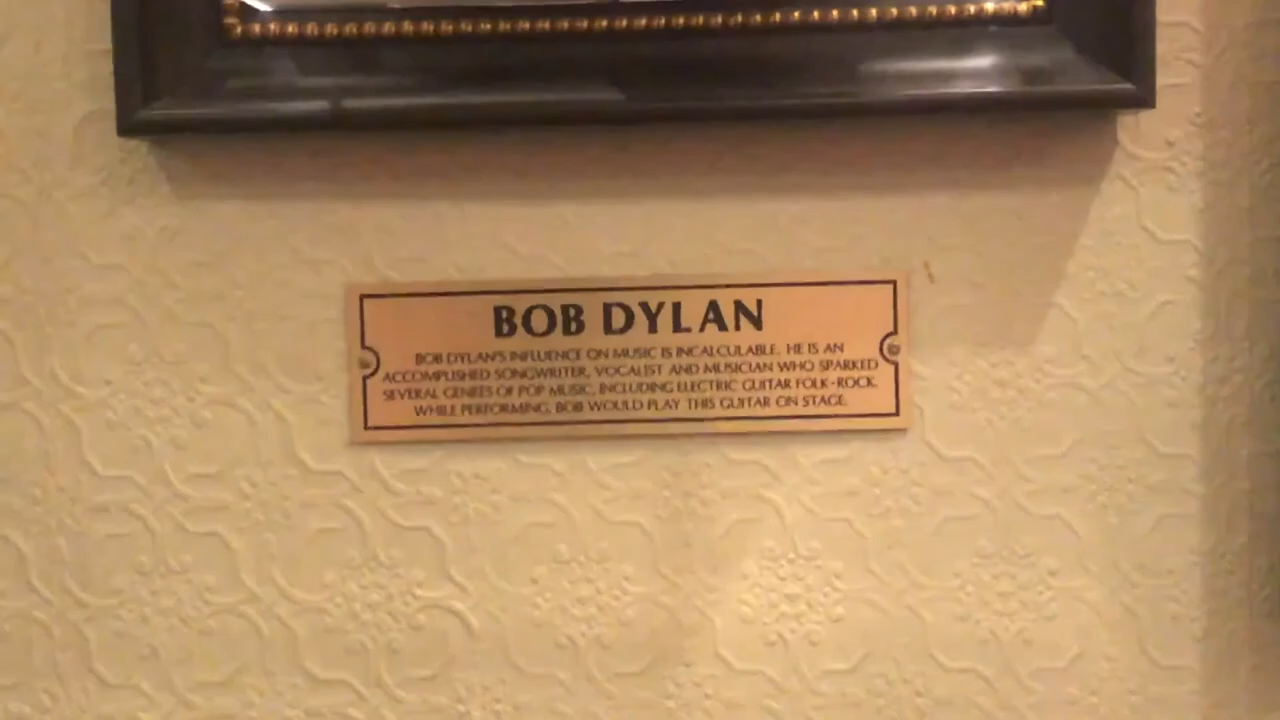 BOB DYLAN
BOB DYLAN'S INFLUENCE ON MUSIC IS INCALCULABLE. HE IS AN
ACCOMPLISHED SONGWRITER, VOCALIST AND MUSICIAN WHO SPARKED
SEVERAL GENRES OF POP MUSIC, INCLUDING ELECTRIC GUITAR FOLK-ROCK.
WHILE PERFORMING, BOB WOULD PLAY THIS GUITAR ON STAGE.